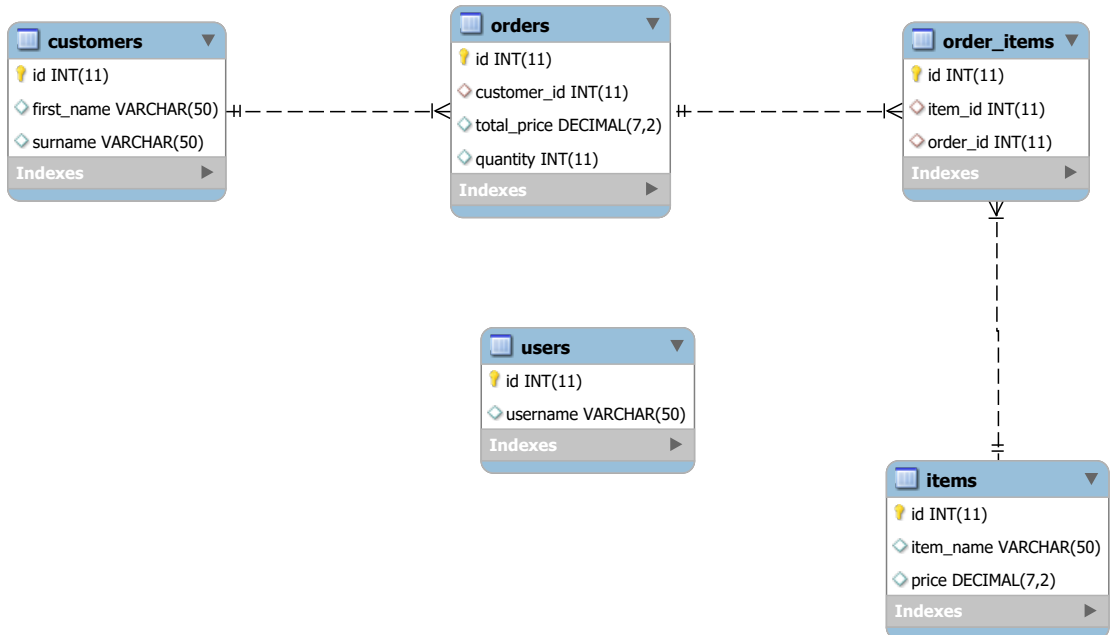 customers
id INT(11)
first_name VARCHAR(50)
surname VARCHAR(50)
Indexes
orders
id INT(11)
customer_id INT(11)
total_price DECIMAL(7,2)
quantity INT(11)
Indexes
order_items
id INT(11)
item_id INT(11)
order_id INT(11)
Indexes
users
id INT(11)
username VARCHAR(50)
Indexes
items
id INT(11)
item_name VARCHAR(50)
price DECIMAL(7,2)
Indexes